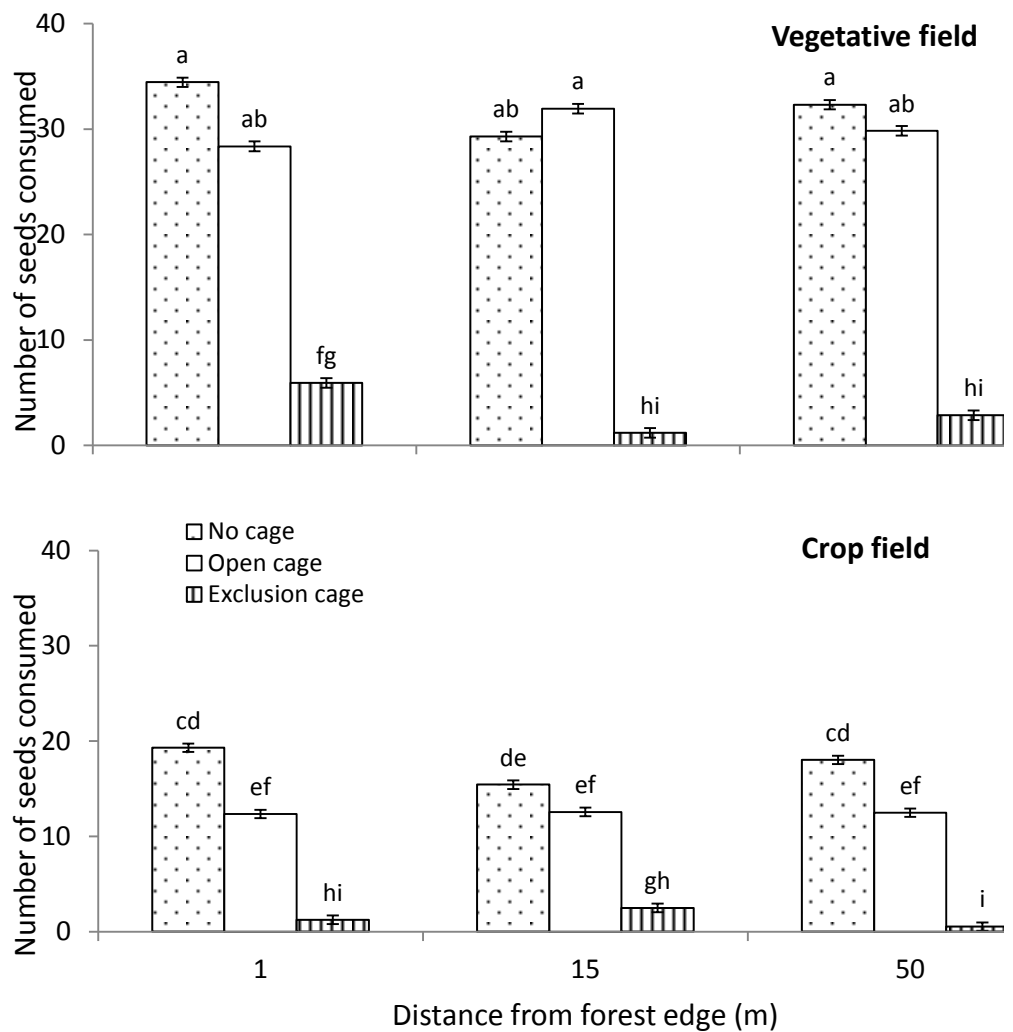 Vegetative field
Number of seeds consumed
40
30
20
10
0
a
ab
fg
ab
a
hi
a
ab
hi
Crop field
No cage
Open cage
Exclusion cage
Number of seeds consumed
40
30
20
10
0
cd
ef
hi
de
ef
gh
cd
ef
i
1
15
50
Distance from forest edge (m)